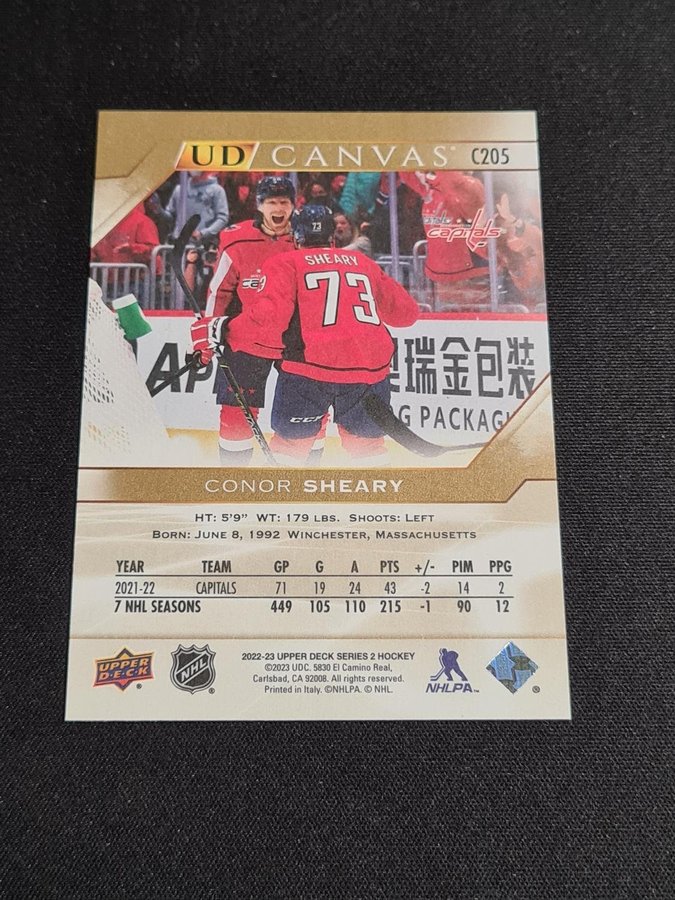 UD CANVAS® C205
capitals
73
SHEARY
73
瑞金包装
G PACKAG
CCM
CONOR SHEARY
HT: 5'9" WT: 179 LBS. SHOOTS: LEFT
BORN: JUNE 8, 1992 WINCHESTER, MASSACHUSETTS
YEAR TEAM GP G A PTS +/- PIM PPG
2021-22 CAPITALS 71 19 24 43 -2 14 2
7 NHL SEASONS 449 105 110 215 -1 90 12
UPPER DECK®
NHL®
2022-23 UPPER DECK SERIES 2 HOCKEY
©2023 UDC. 5830 El Camino Real,
Carlsbad, CA 92008. All rights reserved.
Printed in Italy. ©NHLPA. © NHL.
NHLPA™
®